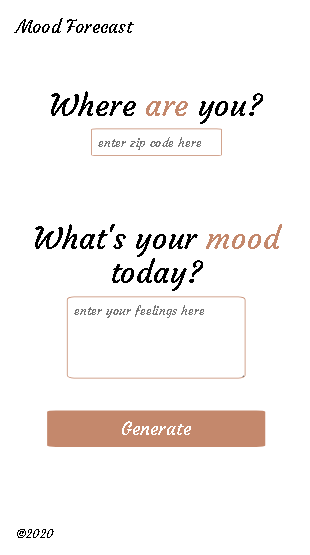 Mood Forecast
Where are you?
enter zip code here
What's your mood
today?
enter your feelings here
Generate
©2020